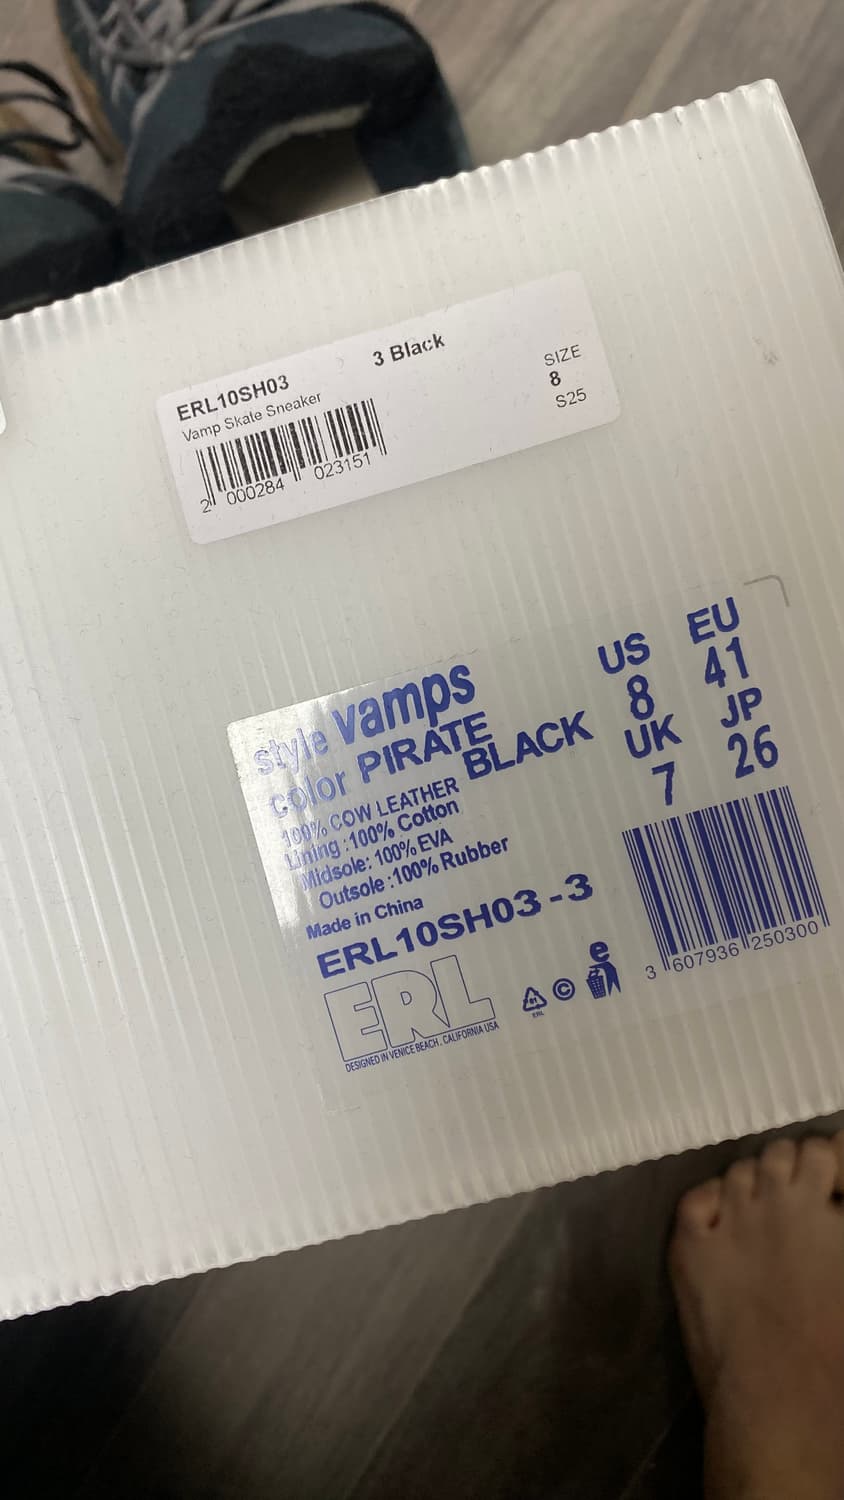 ERL10SH03
3 Black
Vamp Skate Sneaker
2 000284 023151
SIZE
8
S25
style vamps
color PIRATE
BLACK
100% COW LEATHER
Lining :100% Cotton
Midsole: 100% EVA
Outsole :100% Rubber
Made in China
ERL10SH03-3
ERL
DESIGNED IN VENICE BEACH . CALIFORNIA USA
US
8
UK
7
EU
41
JP
26
3 607936 250300
e
©